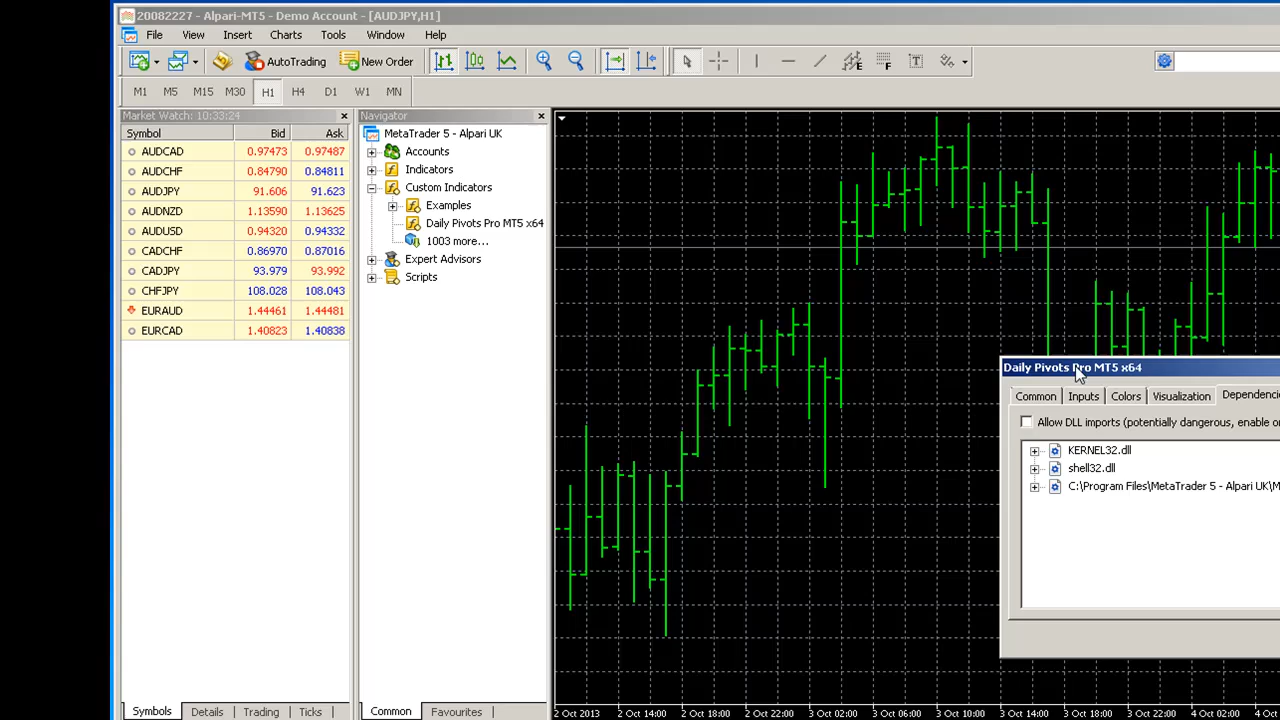 20082227 - Alpari-MT5 - Demo Account - [AUDJPY,H1]
File View Insert Charts Tools Window Help
AutoTrading New Order
M1 M5 M15 M30 H1 H4 D1 W1 MN
Market Watch: 10:33:24
Symbol Bid Ask
AUDCAD 0.97473 0.97487
AUDCHF 0.84790 0.84811
AUDJPY 91.606 91.623
AUDNZD 1.13590 1.13625
AUDUSD 0.94320 0.94332
CADCHF 0.86970 0.87016
CADJPY 93.979 93.992
CHFJPY 108.028 108.043
EURAUD 1.44461 1.44481
EURCAD 1.40823 1.40838
Symbols Details Trading Ticks
Navigator
MetaTrader 5 - Alpari UK
Accounts
Indicators
Custom Indicators
Examples
Daily Pivots Pro MT5 x64
1003 more...
Expert Advisors
Scripts
Common Favourites
Daily Pivots Pro MT5 x64
Common Inputs Colors Visualization Dependenci
Allow DLL imports (potentially dangerous, enable o
KERNEL32.dll
shell32.dll
C:\Program Files\MetaTrader 5 - Alpari UK\M
2 Oct 2013 2 Oct 14:00 2 Oct 18:00 2 Oct 22:00 3 Oct 02:00 3 Oct 06:00 3 Oct 10:00 3 Oct 14:00 3 Oct 18:00 3 Oct 22:00 4 Oct 02:00 4 Oct